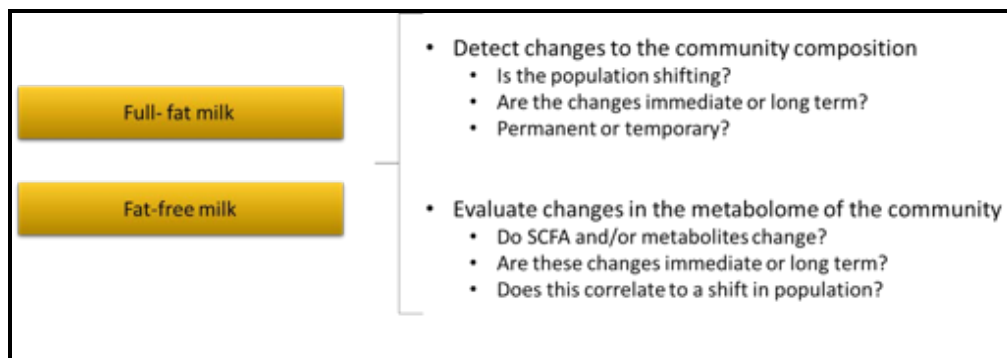 Full- fat milk
Fat-free milk
• Detect changes to the community composition
• Is the population shifting?
• Are the changes immediate or long term?
• Permanent or temporary?
• Evaluate changes in the metabolome of the community
• Do SCFA and/or metabolites change?
• Are these changes immediate or long term?
• Does this correlate to a shift in population?